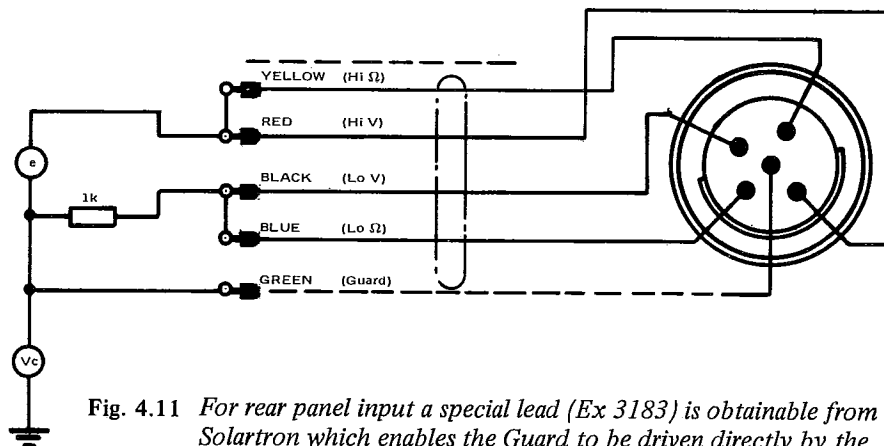 YELLOW (Hi Ω)
RED (Hi V)
e
BLACK (Lo V)
1k
BLUE (Lo Ω)
GREEN (Guard)
Vc
Fig. 4.11 For rear panel input a special lead (Ex 3183) is obtainable from
Solartron which enables the Guard to be driven directly by the